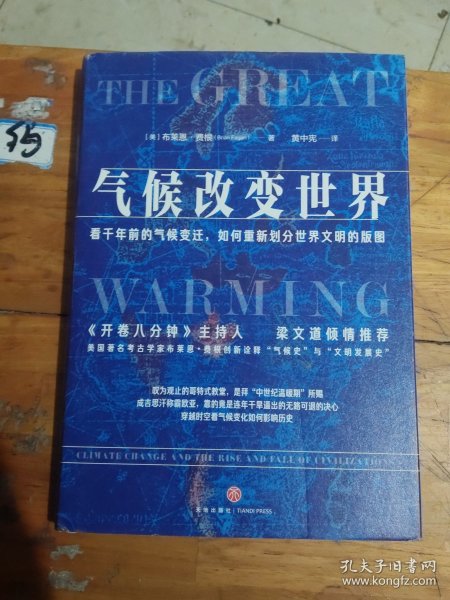 THE GREAT
[美] 布莱恩·费根 (Brian Fagan) 著 黄中宪——译
气候改变世界
看千年前的气候变迁，如何重新划分世界文明的版图
WARMING
《开卷八分钟》主持人 梁文道倾情推荐
美国著名考古学家布莱恩·费根创新诠释“气候史”与“文明发展史”
叹为观止的哥特式教堂，是拜“中世纪温暖期”所赐
成吉思汗称霸欧亚，靠的竟是连年干旱逼出的无路可退的决心
穿越时空看气候变化如何影响历史
CLIMATE CHANGE AND THE RISE AND FALL OF CIVILIZATIONS
天地出版社 | TIANDI PRESS
孔夫子旧书网
www.kongfz.com